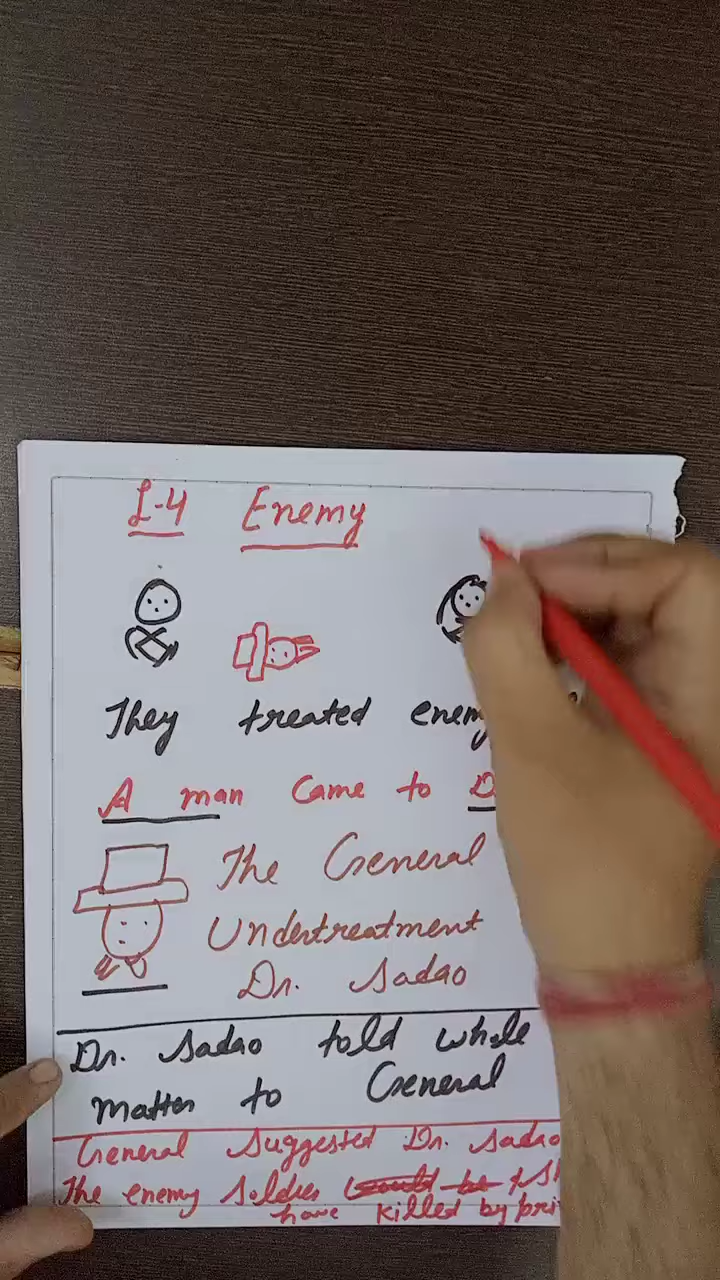 L-4 Enemy
They treated enem
A man came to D
The General
Undertreatment
Dr. Sadao
Dr. Sadao told whole
matter to General
General Suggested Dr. Sadao
The enemy Soldier
have killed by pri